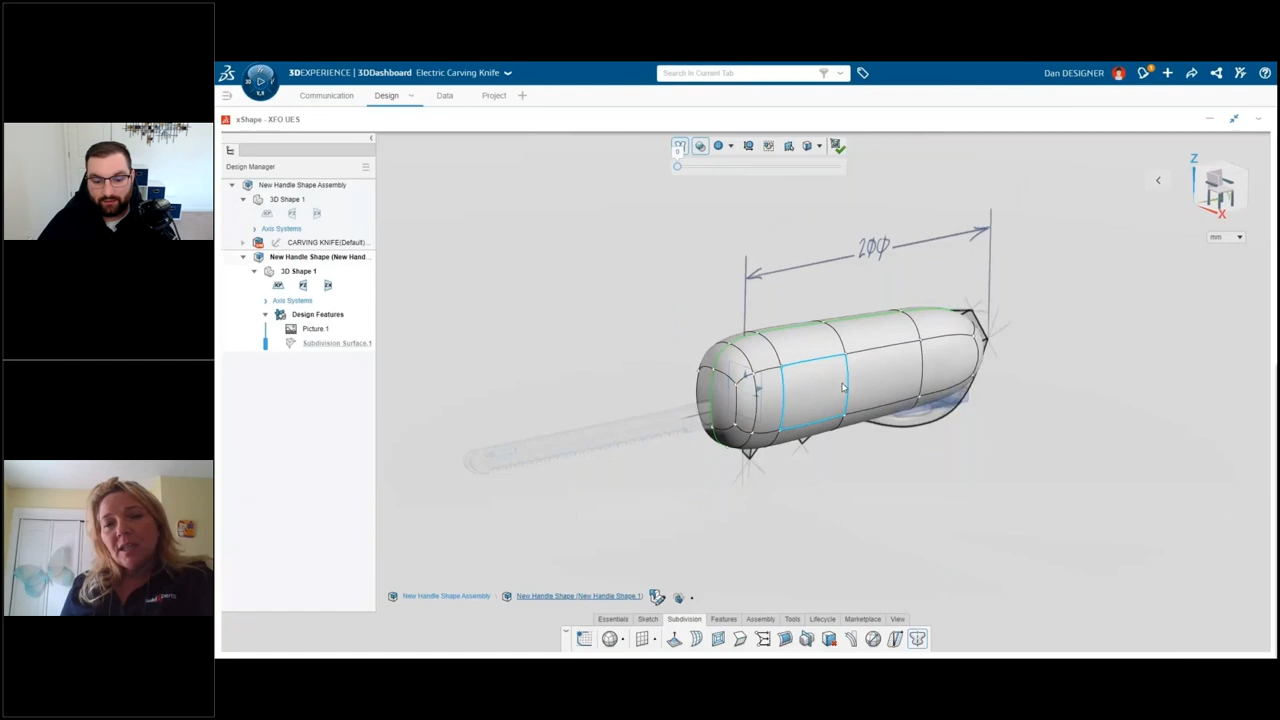 3DEXPERIENCE | 3DDashboard Electric Carving Knife
Search In Current Tab
Dan DESIGNER
3D
V.R
Communication Design Data Project
xShape - XFO UES
Design Manager
New Handle Shape Assembly
3D Shape 1
Axis Systems
CARVING KNIFE(Default)...
New Handle Shape (New Hand...
3D Shape 1
Axis Systems
Design Features
Picture.1
Subdivision Surface.1
0
200
Z
X
mm
New Handle Shape Assembly New Handle Shape (New Handle Shape.1)
Essentials Sketch Subdivision Features Assembly Tools Lifecycle Marketplace View